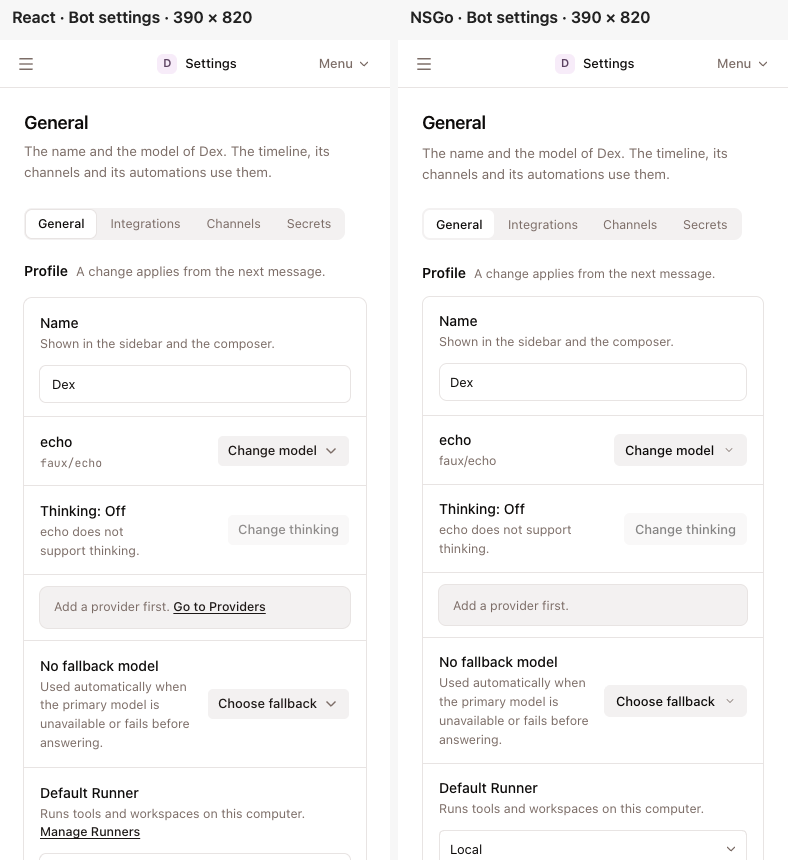 React · Bot settings · 390 × 820
D Settings
Menu
General
The name and the model of Dex. The timeline, its
channels and its automations use them.
General Integrations Channels Secrets
Profile A change applies from the next message.
Name
Shown in the sidebar and the composer.
Dex
echo
faux/echo
Change model
Thinking: Off
echo does not
support thinking.
Change thinking
Add a provider first. Go to Providers
No fallback model
Used automatically when
the primary model is
unavailable or fails before
answering.
Choose fallback
Default Runner
Runs tools and workspaces on this computer.
Manage Runners
NSGo · Bot settings · 390 × 820
D Settings
Menu
General
The name and the model of Dex. The timeline, its
channels and its automations use them.
General Integrations Channels Secrets
Profile A change applies from the next message.
Name
Shown in the sidebar and the composer.
Dex
echo
faux/echo
Change model
Thinking: Off
echo does not support
thinking.
Change thinking
Add a provider first.
No fallback model
Used automatically when
the primary model is
unavailable or fails before
answering.
Choose fallback
Default Runner
Runs tools and workspaces on this computer.
Local